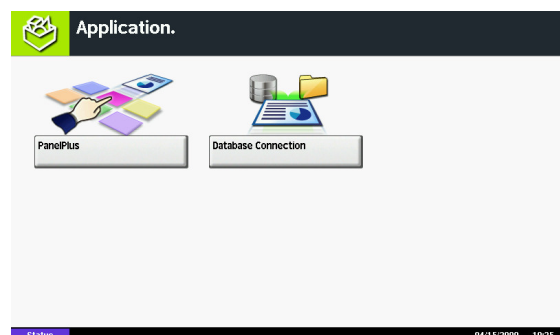 Application.
PanelPlus
Database Connection
Status